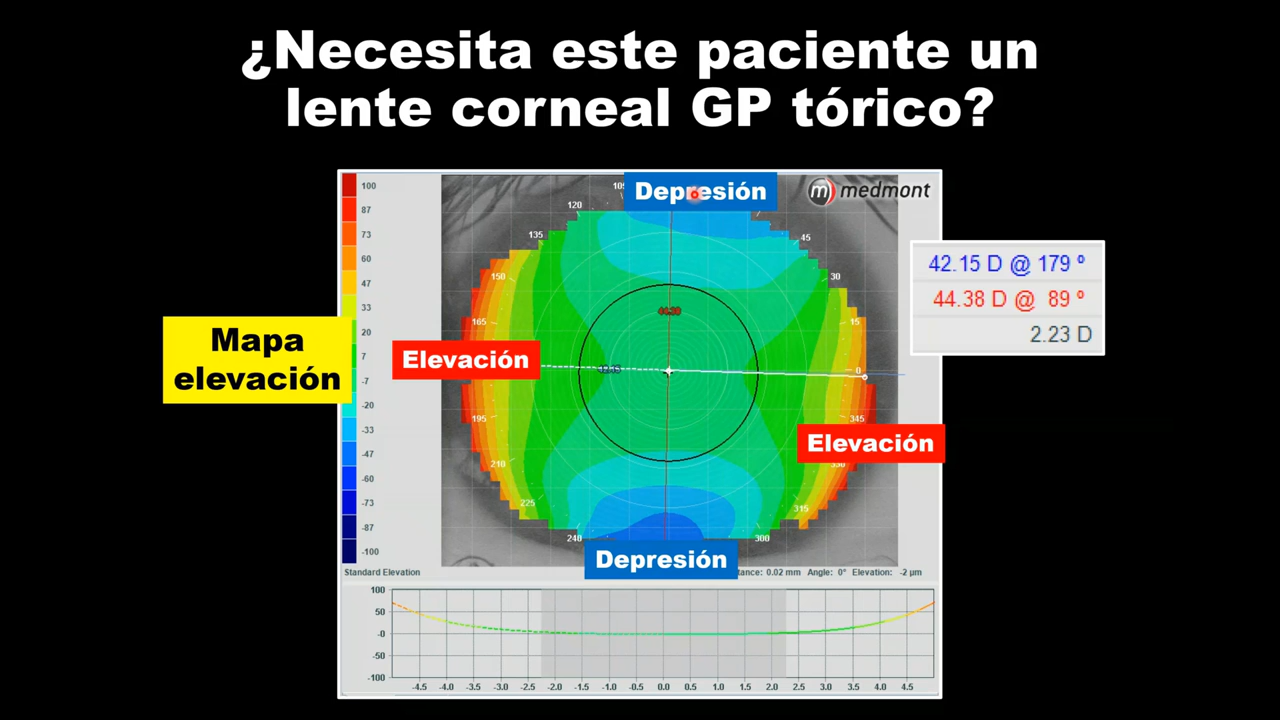 ¿Necesita este paciente un
lente corneal GP tórico?
Depresión
medmont
42.15 D @ 179 º
44.38 D @ 89 º
2.23 D
Mapa
elevación
Elevación
Elevación
Depresión
100
87
73
60
47
33
20
7
-7
-20
-33
-47
-60
-73
-87
-100
120
135
150
165
195
210
225
240
300
315
345
0
15
30
45
Standard Elevation
Distance: 0.02 mm Angle: 0° Elevation: -2 µm
100
50
-0
-50
-100
-4.5 -4.0 -3.5 -3.0 -2.5 -2.0 -1.5 -1.0 -0.5 0.0 0.5 1.0 1.5 2.0 2.5 3.0 3.5 4.0 4.5